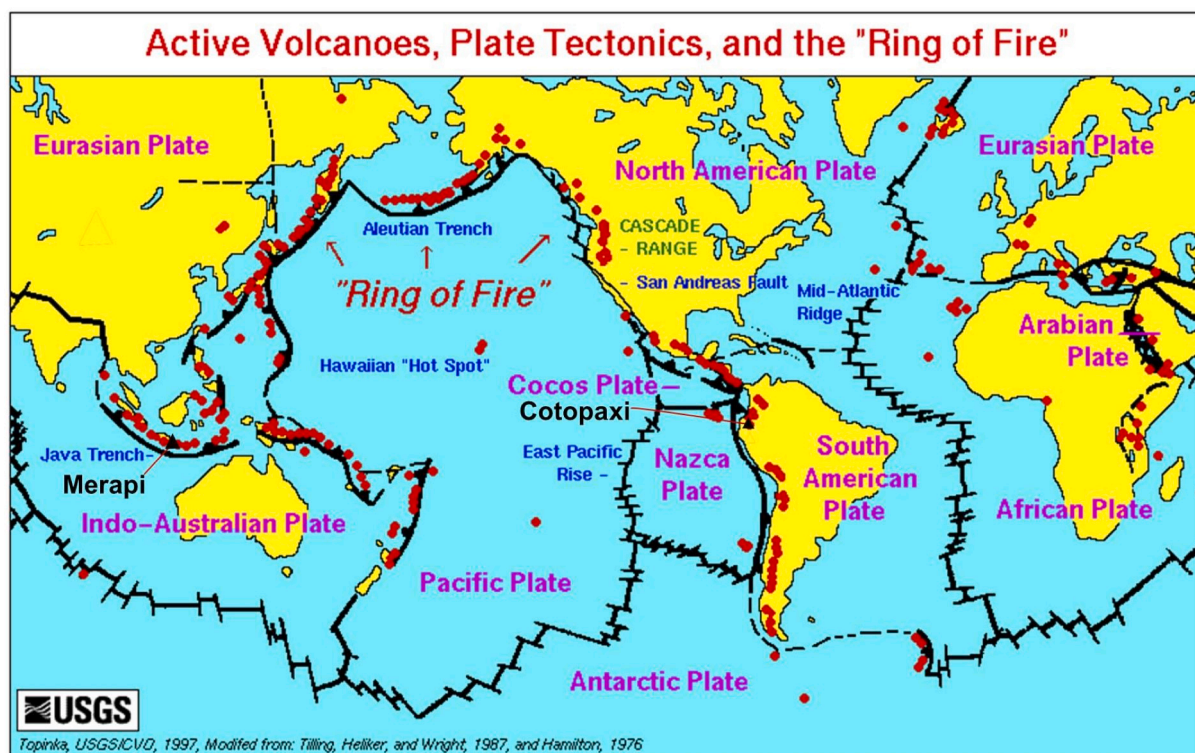 Active Volcanoes, Plate Tectonics, and the "Ring of Fire"
Eurasian Plate
North American Plate
Eurasian Plate
Aleutian Trench
CASCADE
- RANGE
"Ring of Fire"
- San Andreas Fault
Mid-Atlantic
Ridge
Arabian
Plate
Hawaiian "Hot Spot"
Cocos Plate
Cotopaxi
Java Trench
Merapi
East Pacific
Rise -
Nazca
Plate
South
American
Plate
Indo-Australian Plate
African Plate
Pacific Plate
Antarctic Plate
USGS
Topinka, USGS/CVO, 1997, Modifed from: Tilling, Heliker, and Wright, 1987, and Hamilton, 1976